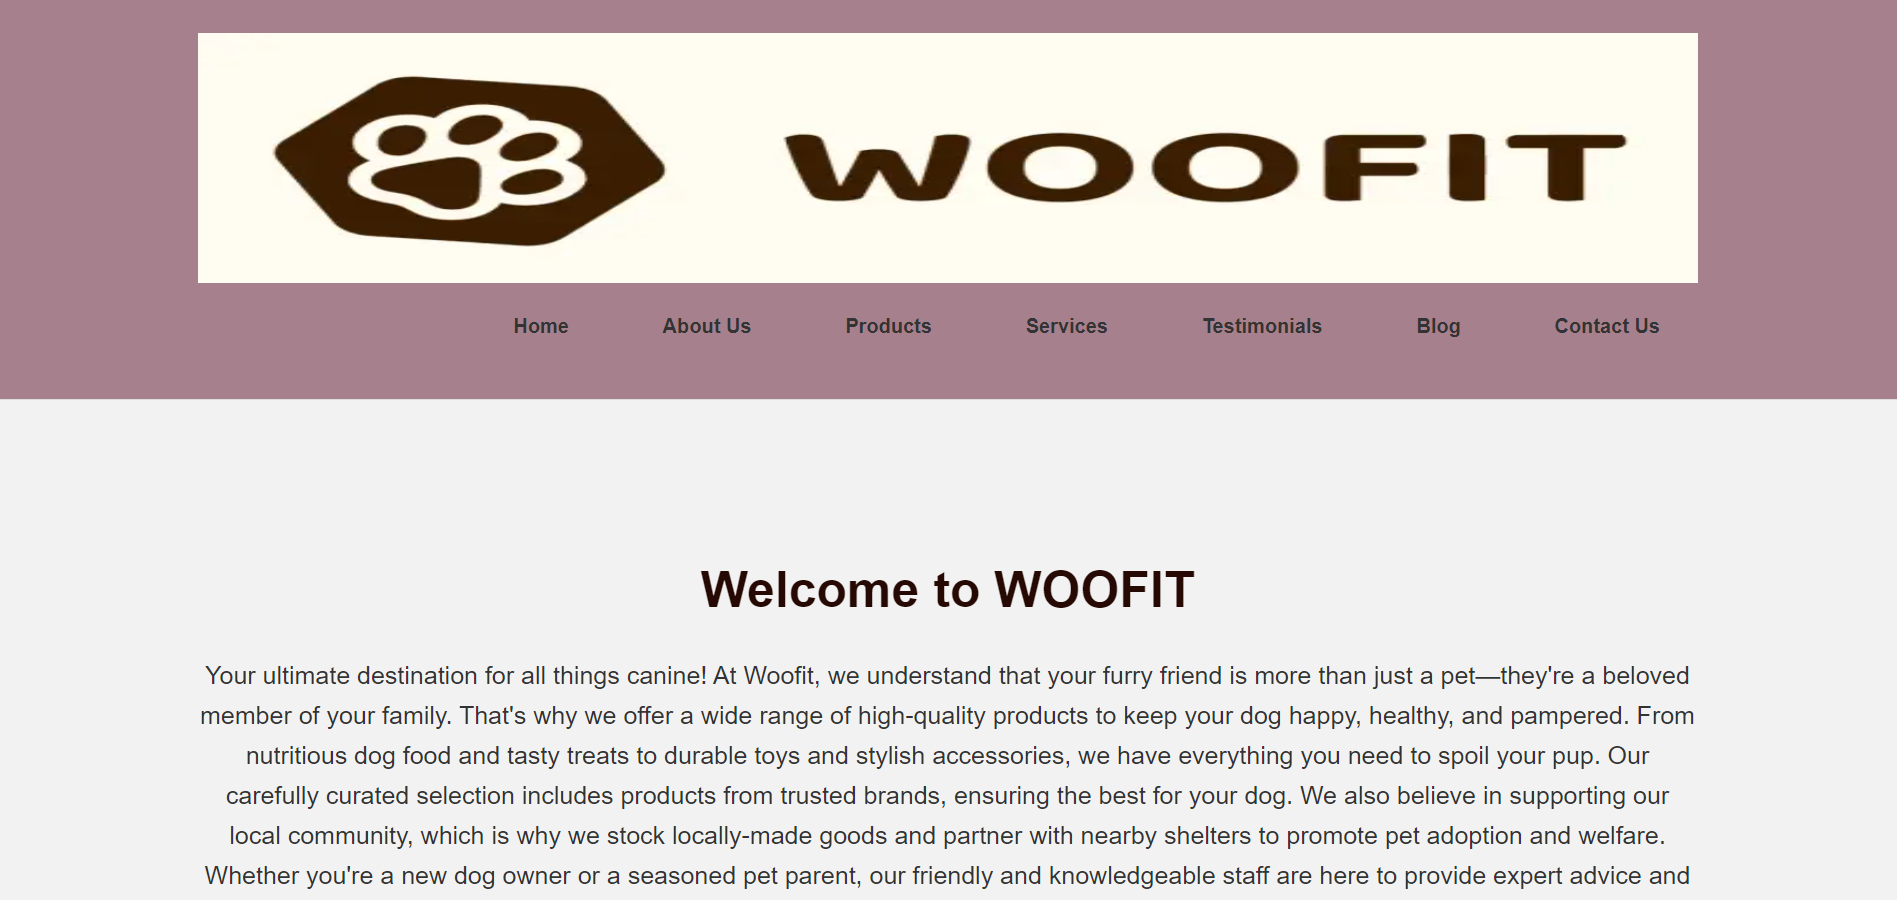 WOOFIT
Home About Us Products Services Testimonials Blog Contact Us
Welcome to WOOFIT
Your ultimate destination for all things canine! At Woofit, we understand that your furry friend is more than just a pet—they're a beloved
member of your family. That's why we offer a wide range of high-quality products to keep your dog happy, healthy, and pampered. From
nutritious dog food and tasty treats to durable toys and stylish accessories, we have everything you need to spoil your pup. Our
carefully curated selection includes products from trusted brands, ensuring the best for your dog. We also believe in supporting our
local community, which is why we stock locally-made goods and partner with nearby shelters to promote pet adoption and welfare.
Whether you're a new dog owner or a seasoned pet parent, our friendly and knowledgeable staff are here to provide expert advice and